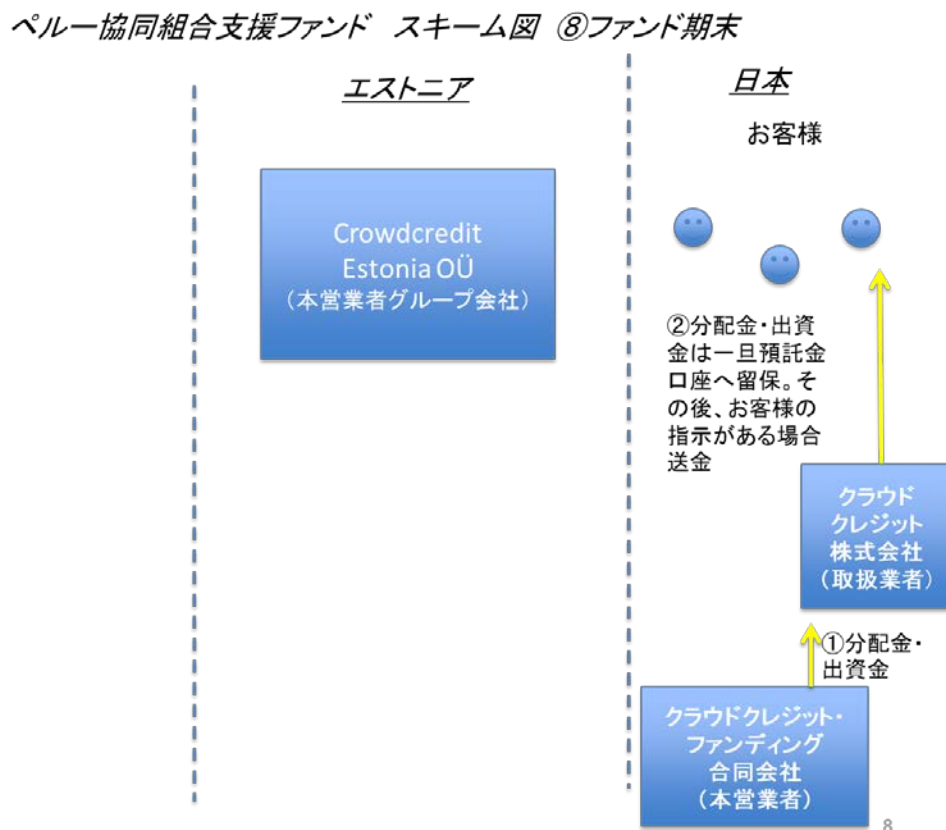 ペルー協同組合支援ファンド　スキーム図　⑧ファンド期末
エストニア
日本
お客様
Crowdcredit
Estonia OÜ
（本営業者グループ会社）
②分配金・出資
金は一旦預託金
口座へ留保。そ
の後、お客様の
指示がある場合
送金
クラウド
クレジット
株式会社
（取扱業者）
①分配金・
出資金
クラウドクレジット・
ファンディング
合同会社
（本営業者）
8